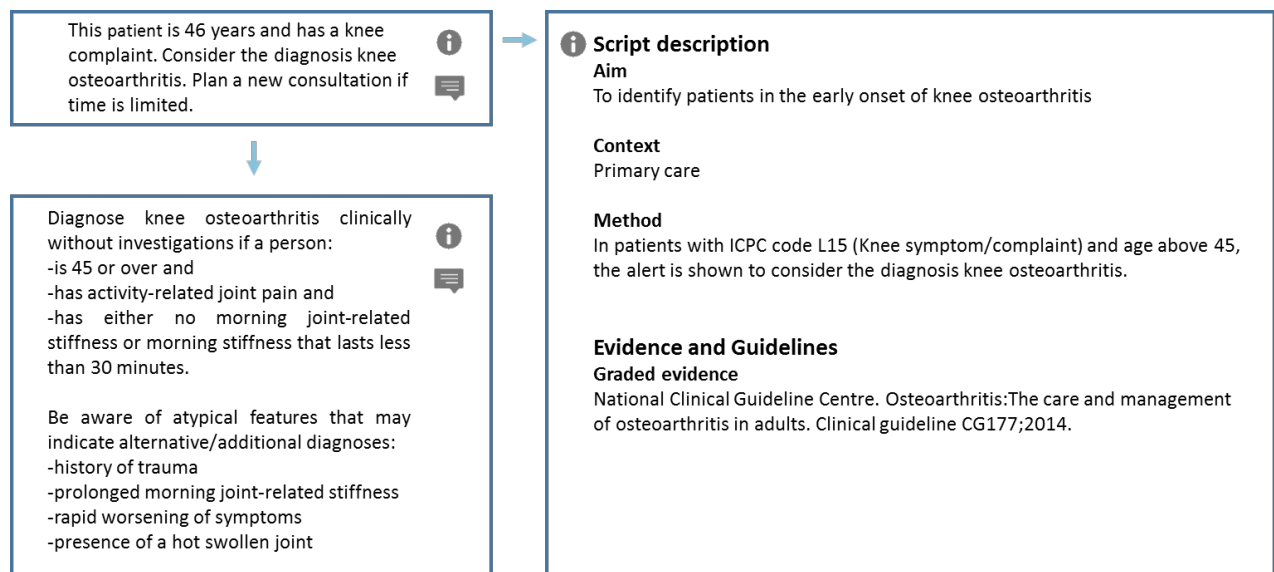 This patient is 46 years and has a knee
complaint. Consider the diagnosis knee
osteoarthritis. Plan a new consultation if
time is limited.
Diagnose knee osteoarthritis clinically
without investigations if a person:
-is 45 or over and
-has activity-related joint pain and
-has either no morning joint-related
stiffness or morning stiffness that lasts less
than 30 minutes.
Be aware of atypical features that may
indicate alternative/additional diagnoses:
-history of trauma
-prolonged morning joint-related stiffness
-rapid worsening of symptoms
-presence of a hot swollen joint
Script description
Aim
To identify patients in the early onset of knee osteoarthritis
Context
Primary care
Method
In patients with ICPC code L15 (Knee symptom/complaint) and age above 45,
the alert is shown to consider the diagnosis knee osteoarthritis.
Evidence and Guidelines
Graded evidence
National Clinical Guideline Centre. Osteoarthritis:The care and management
of osteoarthritis in adults. Clinical guideline CG177;2014.